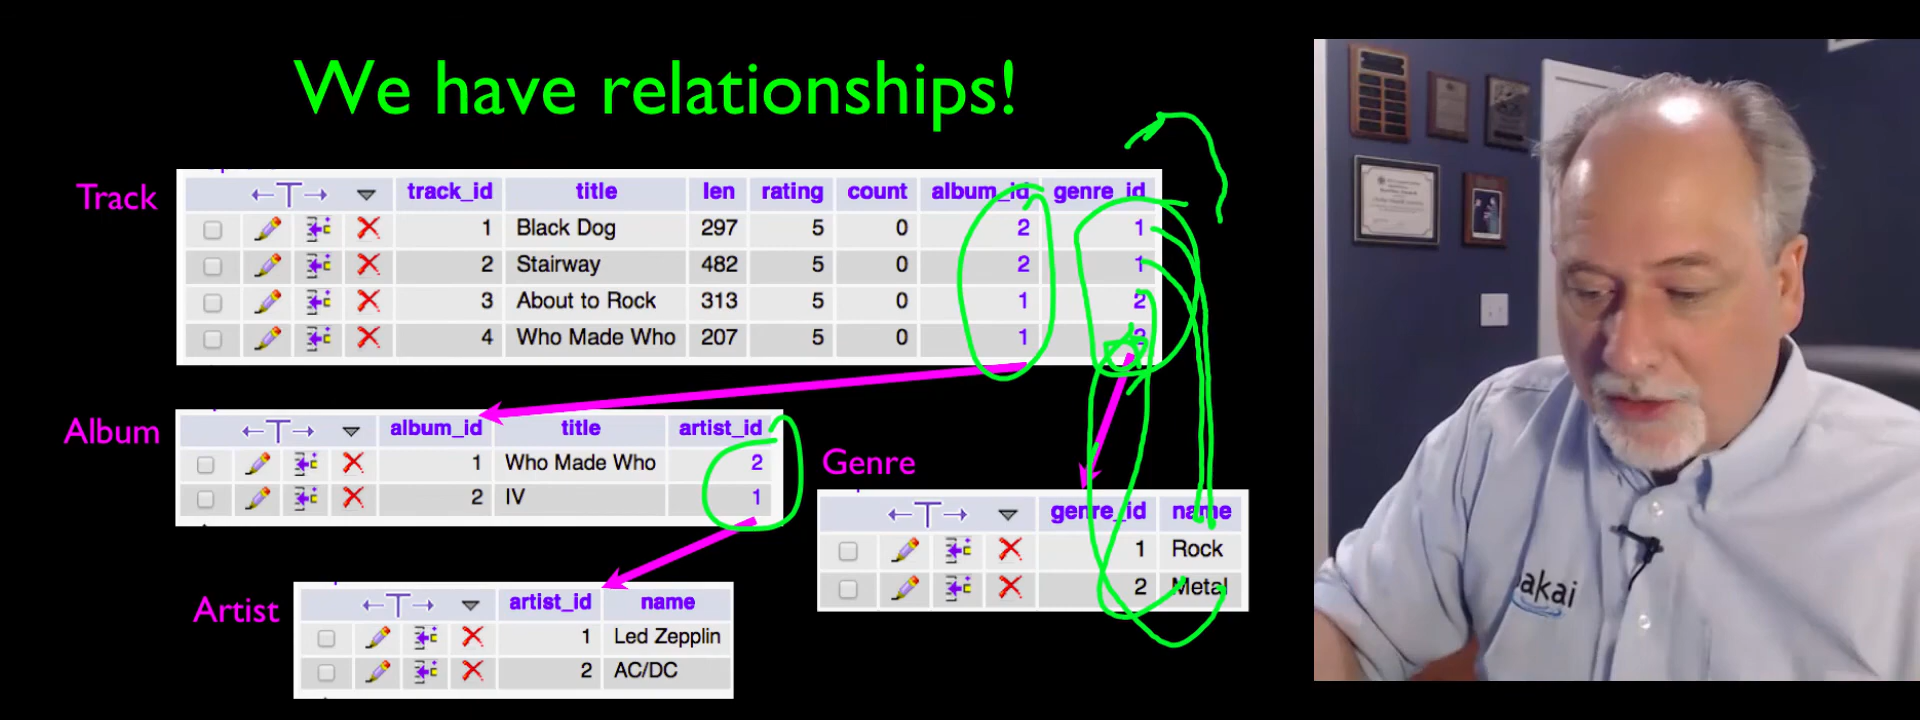 We have relationships!
Track
track_id title len rating count album_id genre_id
1 Black Dog 297 5 0 2 1
2 Stairway 482 5 0 2 1
3 About to Rock 313 5 0 1 2
4 Who Made Who 207 5 0 1 2
Album
album_id title artist_id
1 Who Made Who 2
2 IV 1
Genre
genre_id name
1 Rock
2 Metal
Artist
artist_id name
1 Led Zepplin
2 AC/DC
akai